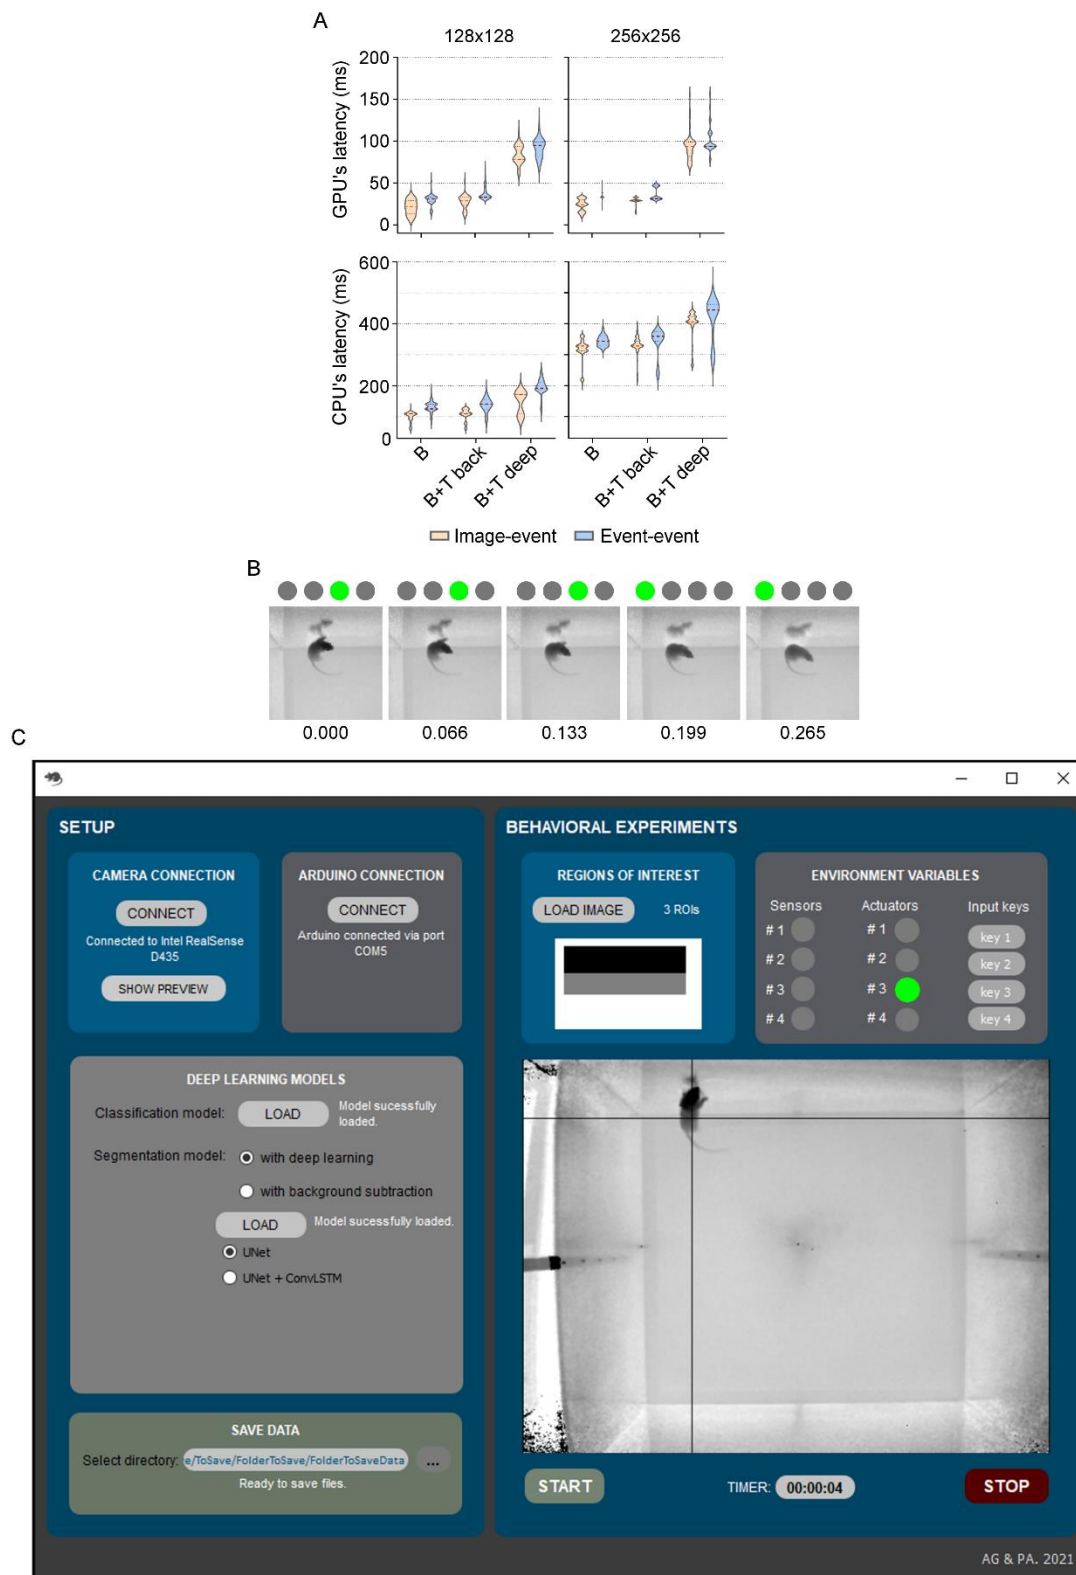 A
128x128 256x256
GPU's latency (ms)
200
150
100
50
0
CPU's latency (ms)
600
400
200
0
B B+T back B+T deep B B+T back B+T deep
Image-event Event-event
B
0.000 0.066 0.133 0.199 0.265
C
SETUP
CAMERA CONNECTION
CONNECT
Connected to Intel RealSense
D435
SHOW PREVIEW
ARDUINO CONNECTION
CONNECT
Arduino connected via port
COM5
DEEP LEARNING MODELS
Classification model: LOAD Model sucessfully
loaded.
Segmentation model: with deep learning
with background subtraction
LOAD Model sucessfully loaded.
UNet
UNet + ConvLSTM
SAVE DATA
Select directory: e/ToSave/FolderToSave/FolderToSaveData ...
Ready to save files.
BEHAVIORAL EXPERIMENTS
REGIONS OF INTEREST
LOAD IMAGE 3 ROIs
ENVIRONMENT VARIABLES
Sensors Actuators Input keys
# 1 # 1 key 1
# 2 # 2 key 2
# 3 # 3 key 3
# 4 # 4 key 4
START TIMER: 00:00:04 STOP
AG & PA. 2021